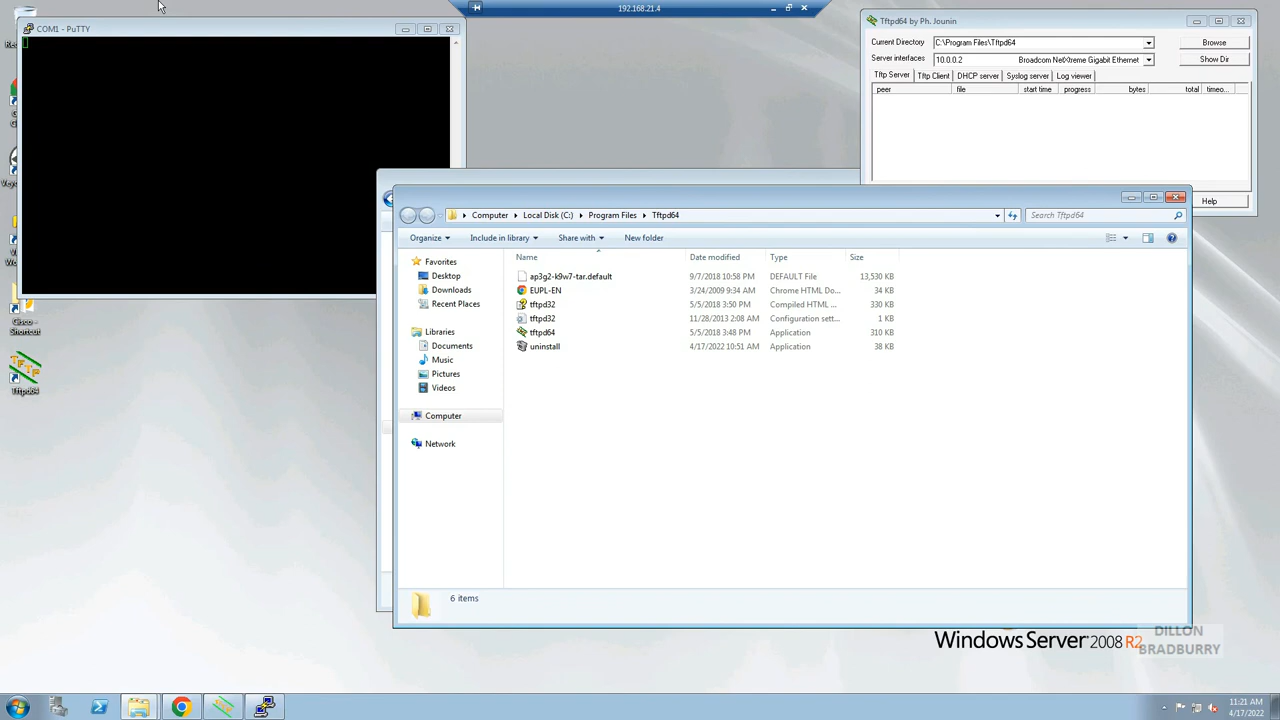 COM1 - PuTTY
192.168.21.4
Tftpd64 by Ph. Jounin
Current Directory
C:\Program Files\Tftpd64
Browse
Server interfaces
10.0.0.2
Broadcom NetXtreme Gigabit Ethernet
Show Dir
Tftp Server
Tftp Client
DHCP server
Syslog server
Log viewer
peer
file
start time
progress
bytes
total
timeo...
Help
Computer
Local Disk (C:)
Program Files
Tftpd64
Search Tftpd64
Organize
Include in library
Share with
New folder
Favorites
Desktop
Downloads
Recent Places
Libraries
Documents
Music
Pictures
Videos
Computer
Network
Name
Date modified
Type
Size
ap3g2-k9w7-tar.default
9/7/2018 10:58 PM
DEFAULT File
13,530 KB
EUPL-EN
3/24/2009 9:34 AM
Chrome HTML Do...
34 KB
tftpd32
5/5/2018 3:50 PM
Compiled HTML ...
330 KB
tftpd32
11/28/2013 2:08 AM
Configuration sett...
1 KB
tftpd64
5/5/2018 3:48 PM
Application
310 KB
uninstall
4/17/2022 10:51 AM
Application
38 KB
6 items
Cisco -
Shortcut
TFTP
Tftpd64
Windows Server 2008 R2
DILLON
BRADBURRY
11:21 AM
4/17/2022